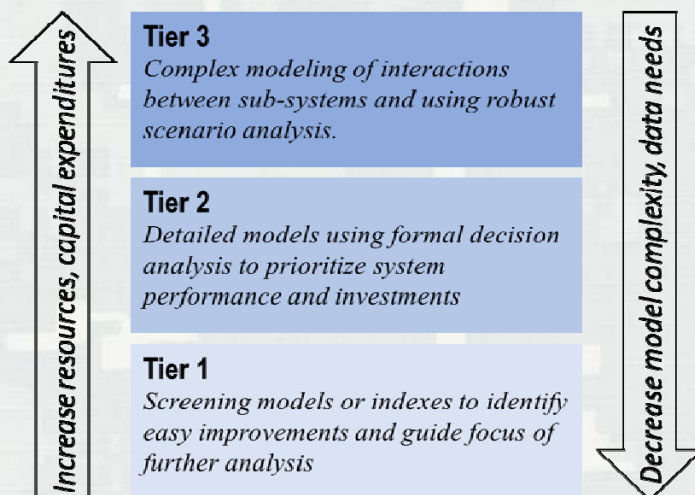 Increase resources, capital expenditures
Tier 3
Complex modeling of interactions
between sub-systems and using robust
scenario analysis.
Tier 2
Detailed models using formal decision
analysis to prioritize system
performance and investments
Tier 1
Screening models or indexes to identify
easy improvements and guide focus of
further analysis
Decrease model complexity, data needs